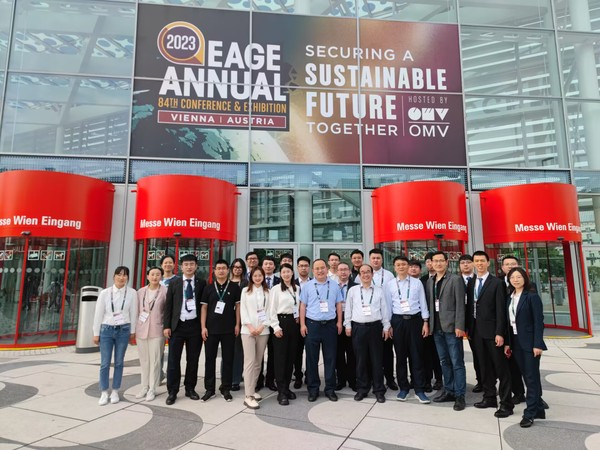 2023
EAGE
ANNUAL
84TH CONFERENCE & EXHIBITION
VIENNA | AUSTRIA
SECURING A
SUSTAINABLE
FUTURE
TOGETHER
HOSTED BY
OMV
OMV
Messe Wien Eingang
Messe Wien Eingang
Messe Wien Eingang
Messe Wien Eingang